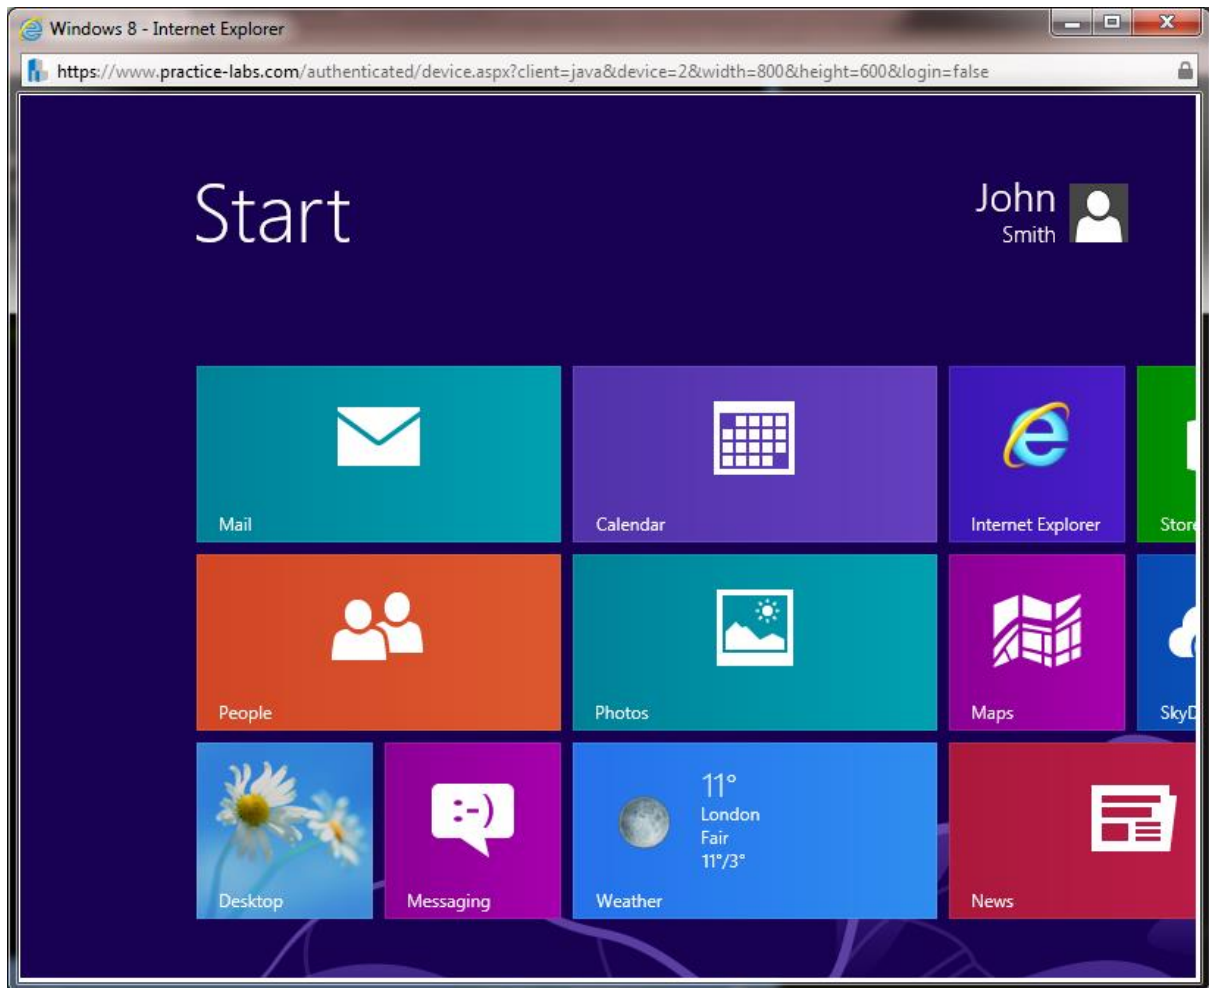 Windows 8 - Internet Explorer
https://www.practice-labs.com/authenticated/device.aspx?client=java&device=2&width=800&height=600&login=false
Start
John
Smith
Mail
Calendar
Internet Explorer
Store
People
Photos
Maps
SkyD
11°
London
Fair
11°/3°
:-)
Desktop
Messaging
Weather
News